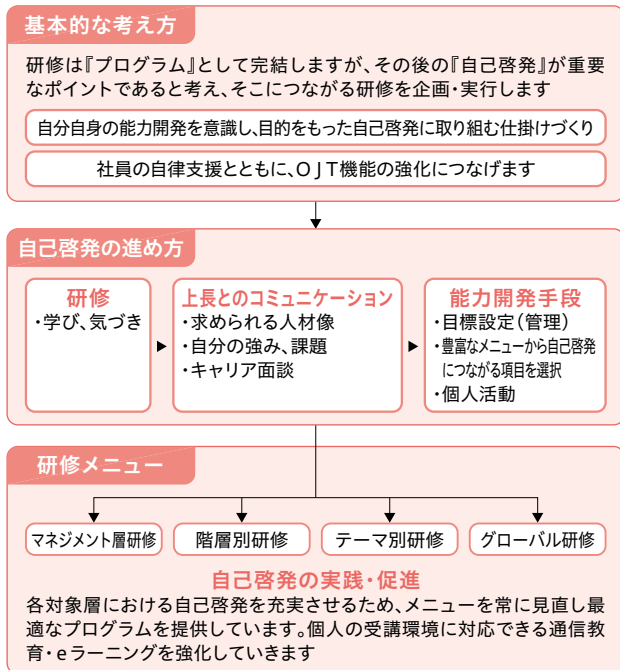 基本的な考え方
研修は『プログラム』として完結しますが、その後の『自己啓発』が重要
なポイントであると考え、そこにつながる研修を企画・実行します
自分自身の能力開発を意識し、目的をもった自己啓発に取り組む仕掛けづくり
社員の自律支援とともに、OJT機能の強化につなげます
自己啓発の進め方
研修
・学び、気づき
上長とのコミュニケーション
・求められる人材像
・自分の強み、課題
・キャリア面談
能力開発手段
・目標設定(管理)
・豊富なメニューから自己啓発
につながる項目を選択
・個人活動
研修メニュー
マネジメント層研修
階層別研修
テーマ別研修
グローバル研修
自己啓発の実践・促進
各対象層における自己啓発を充実させるため、メニューを常に見直し最
適なプログラムを提供しています。個人の受講環境に対応できる通信教
育・eラーニングを強化していきます